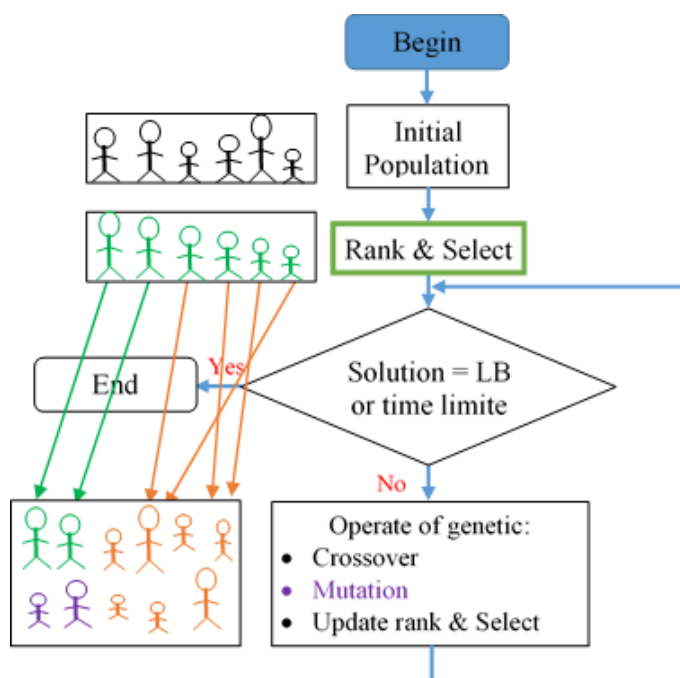 Begin
Initial
Population
Rank & Select
Yes
End
Solution = LB
or time limite
No
Operate of genetic:
• Crossover
• Mutation
• Update rank & Select